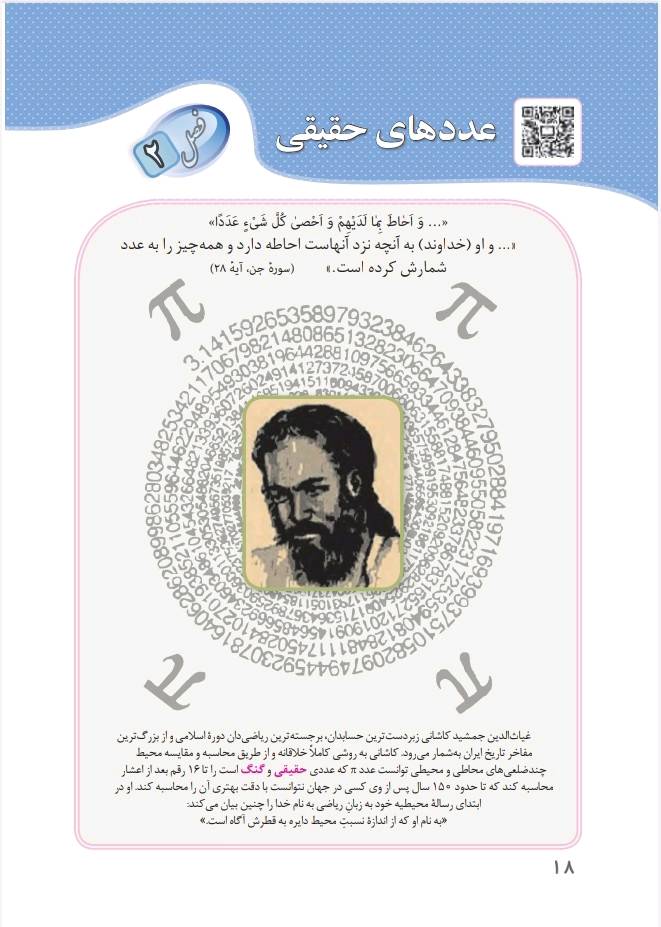 عددهای حقیقی
فصل ۲
«... وَ اَحٰاطَ بِمٰا لَدَيْهِمْ وَ اَحْصىٰ كُلَّ شَيْءٍ عَدَدًا»
«... و او (خداوند) به آنچه نزد آنهاست احاطه دارد و همه‌چیز را به عدد
شمارش کرده است.» (سورهٔ جن، آیهٔ ۲۸)
π π
3.14159265358979323846264338327950288419716939937510582097494459230781640628620899862803482534211706798214808651328230664709384460955058223172535940812848111745028410270193852110555964462294895493038196442881097566593344612847564823378678316527120190914564856692
π π
غیاث‌الدین جمشید کاشانی زبردست‌ترین حسابدان، برجسته‌ترین ریاضی‌دان دورهٔ اسلامی و از بزرگ‌ترین
مفاخر تاریخ ایران به‌شمار می‌رود. کاشانی به روشی کاملاً خلاقانه و از طریق محاسبه و مقایسه محیط
چندضلعی‌های محاطی و محیطی توانست عدد π که عددی حقیقی و گنگ است را تا ۱۶ رقم بعد از اعشار
محاسبه کند که تا حدود ۱۵۰ سال پس از وی کسی در جهان نتوانست با دقت بهتری آن را محاسبه کند. او در
ابتدای رسالهٔ محیطیه خود به زبانِ ریاضی به نام خدا را چنین بیان می‌کند:
«به نام او که از اندازهٔ نسبتِ محیط دایره به قطرش آگاه است.»
۱۸